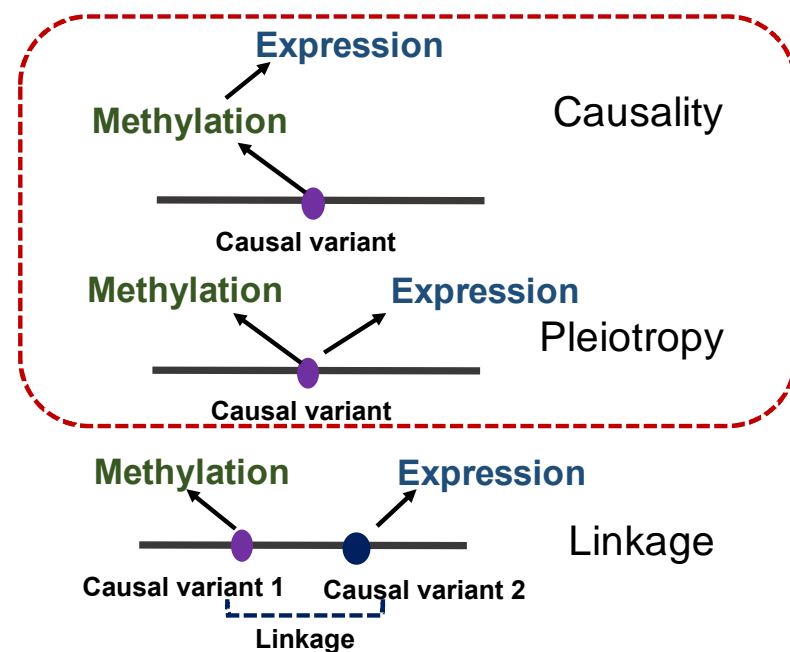 Expression
Methylation
Causality
Causal variant
Methylation
Expression
Pleiotropy
Causal variant
Methylation
Expression
Linkage
Causal variant 1
Causal variant 2
Linkage